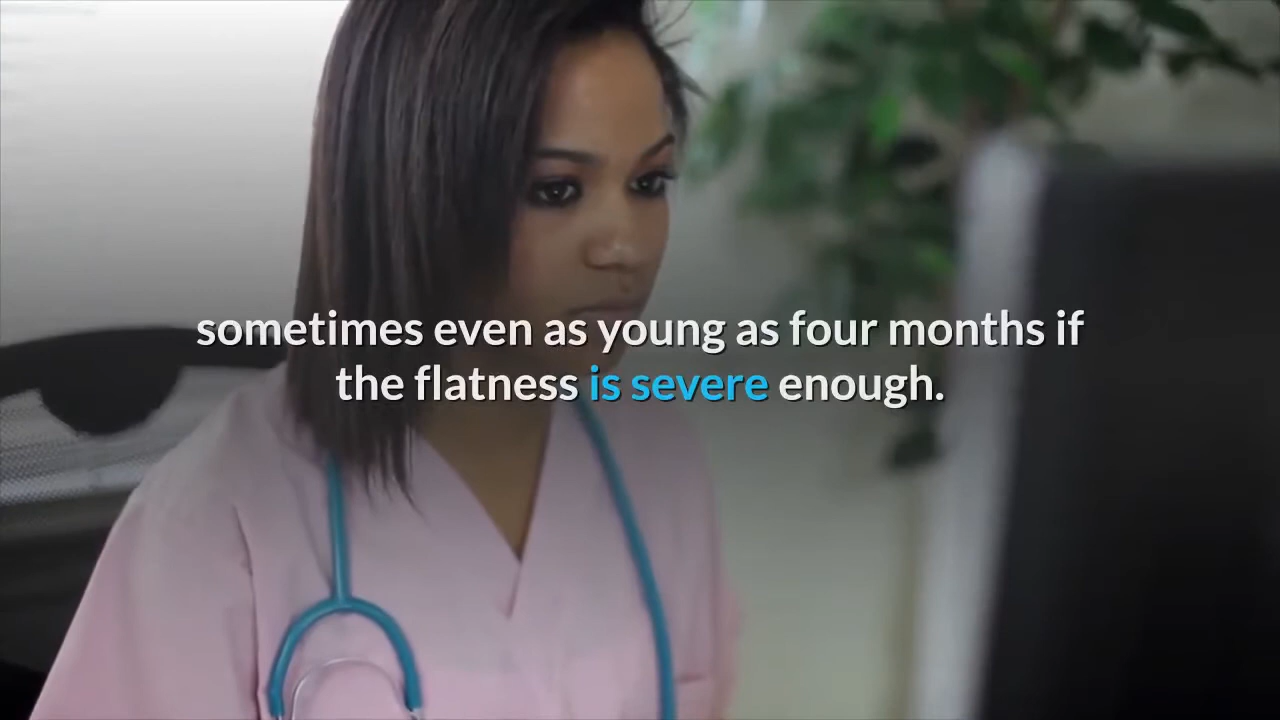 sometimes even as young as four months if
the flatness is severe enough.